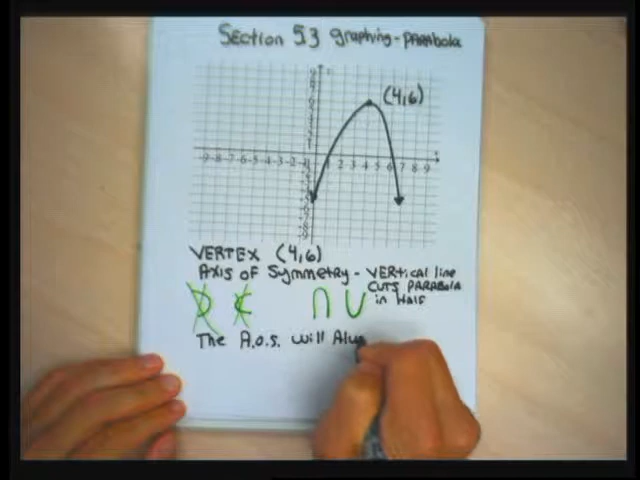 Section 5.3 graphing - parabola
(4,6)
-9 -8 -7 -6 -5 -4 -3 -2 -1 1 2 3 4 5 6 7 8 9
VERTEX (4,6)
Axis of Symmetry - VERTical line
CUTS PARABOLA
in Half
The A.O.S. will Alw